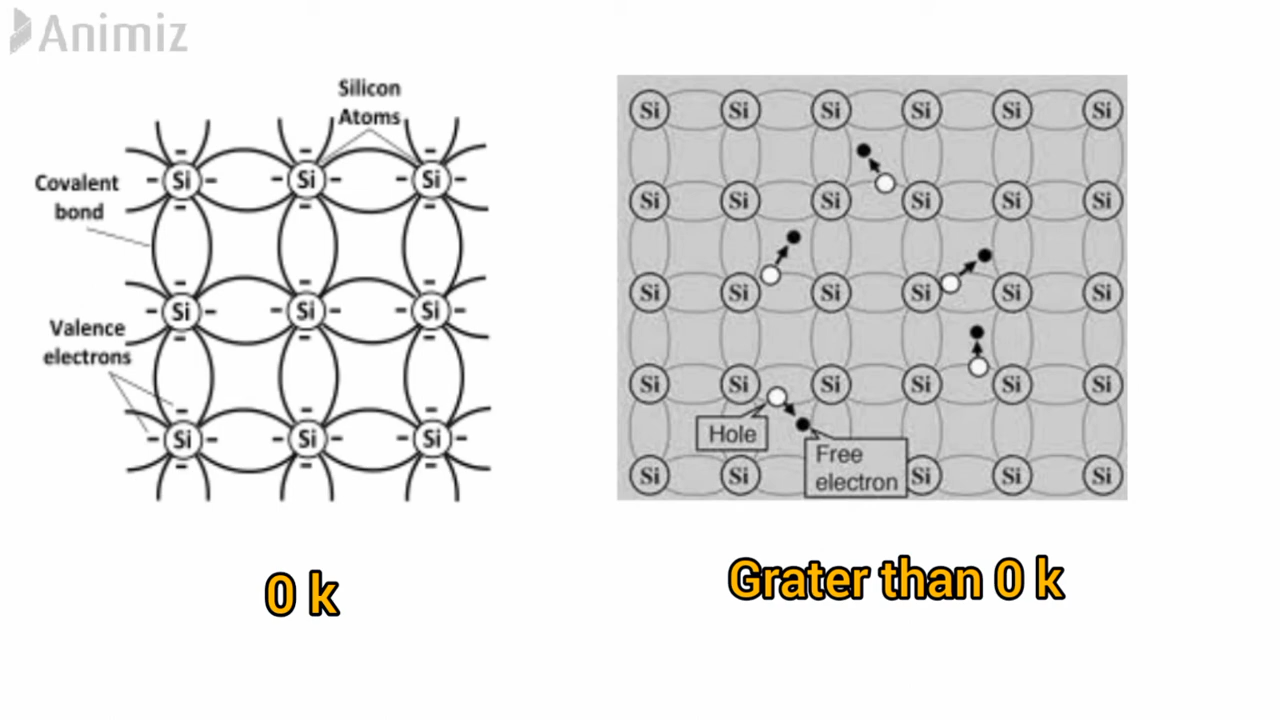 Animiz
Silicon
Atoms
Covalent
bond
Si Si Si
Si Si Si
Valence
electrons
Si Si Si
0 k
Si Si Si Si Si Si
Si Si Si Si Si Si
Si Si Si Si Si Si
Si Si Si Si Si Si
Hole
Free
electron
Si Si Si Si Si
Grater than 0 k